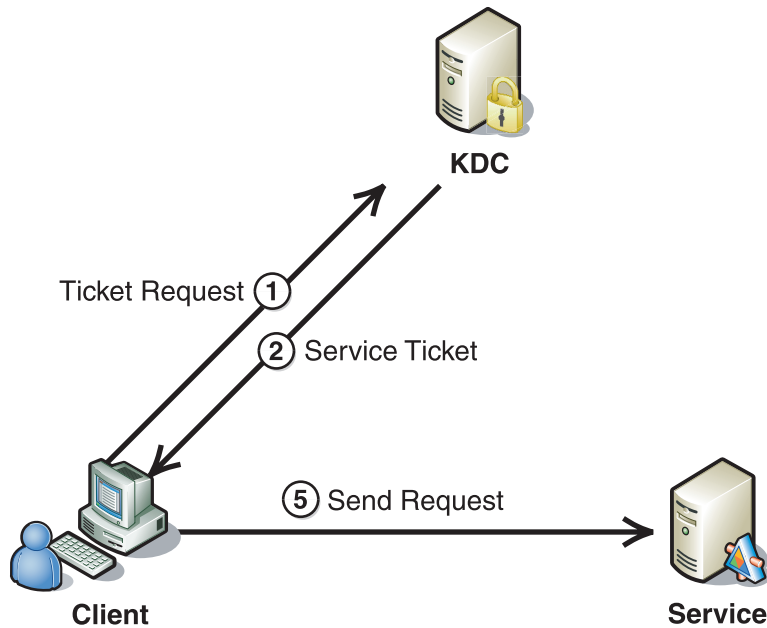 KDC
Ticket Request 1
2 Service Ticket
5 Send Request
Client
Service